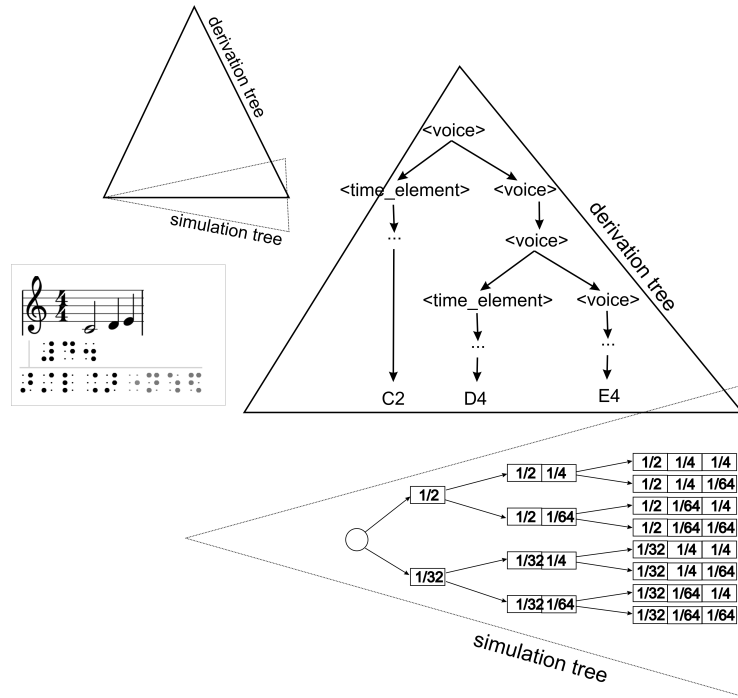 derivation tree
simulation tree
4
4
derivation tree
<voice>
<time_element> <voice>
... <voice>
<time_element> <voice>
... ...
C2 D4 E4
1/2 1/4 1/4
1/2 1/4
1/2 1/4 1/64
1/2
1/2 1/64 1/4
1/2 1/64
1/2 1/64 1/64
1/32 1/4 1/4
1/32 1/4
1/32 1/4 1/64
1/32
1/32 1/64 1/4
1/32 1/64
1/32 1/64 1/64
simulation tree